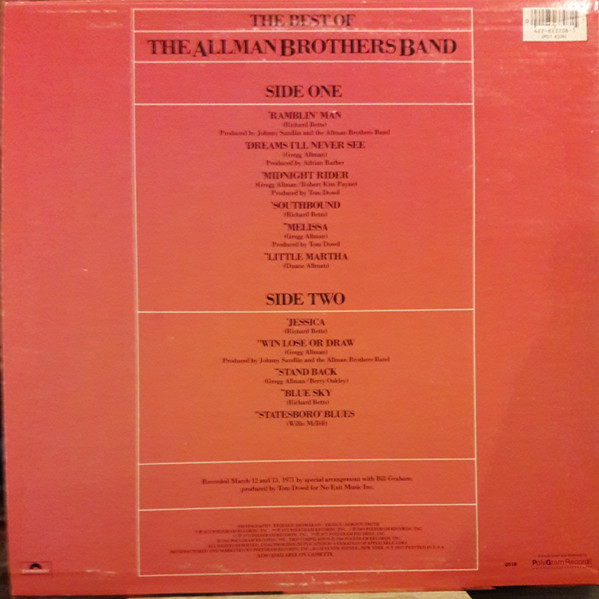 THE BEST OF
THE ALLMAN BROTHERS BAND
SIDE ONE
RAMBLIN' MAN
(Richard Betts)
Produced by Johnny Sandlin and the Allman Brothers Band
DREAMS I'LL NEVER SEE
(Gregg Allman)
Produced by Adrian Barber
MIDNIGHT RIDER
(Gregg Allman/Robert Kim Payne)
Produced by Tom Dowd
SOUTHBOUND
(Richard Betts)
MELISSA
(Gregg Allman)
Produced by Tom Dowd
LITTLE MARTHA
(Duane Allman)
SIDE TWO
JESSICA
(Richard Betts)
WIN LOSE OR DRAW
(Gregg Allman)
Produced by Johnny Sandlin and the Allman Brothers Band
STAND BACK
(Gregg Allman/Berry Oakley)
BLUE SKY
(Richard Betts)
STATESBORO' BLUES
(Willie McTell)
Recorded March 12 and 13, 1971 by special arrangement with Bill Graham,
produced by Tom Dowd for No Exit Music Inc.
ALSO AVAILABLE ON CASSETTE
polydor
PolyGram Records